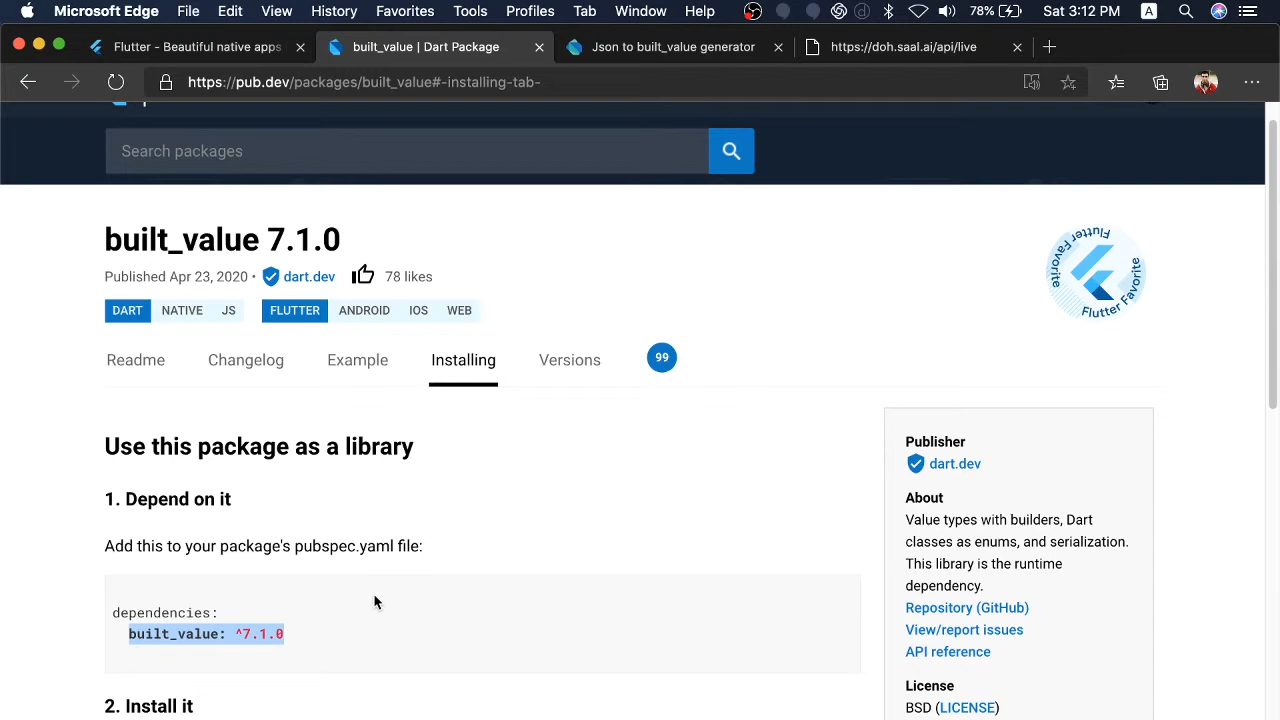 Microsoft Edge File Edit View History Favorites Tools Profiles Tab Window Help 78% Sat 3:12 PM A
Flutter - Beautiful native apps
built_value | Dart Package
Json to built_value generator
https://doh.saal.ai/api/live
https://pub.dev/packages/built_value#-installing-tab-
Search packages
built_value 7.1.0
Published Apr 23, 2020 • dart.dev 78 likes
DART NATIVE JS FLUTTER ANDROID IOS WEB
Flutter Favorite
Flutter Favorite
Readme Changelog Example Installing Versions 99
Use this package as a library
1. Depend on it
Add this to your package's pubspec.yaml file:
dependencies:
built_value: ^7.1.0
2. Install it
Publisher
dart.dev
About
Value types with builders, Dart
classes as enums, and serialization.
This library is the runtime
dependency.
Repository (GitHub)
View/report issues
API reference
License
BSD (LICENSE)